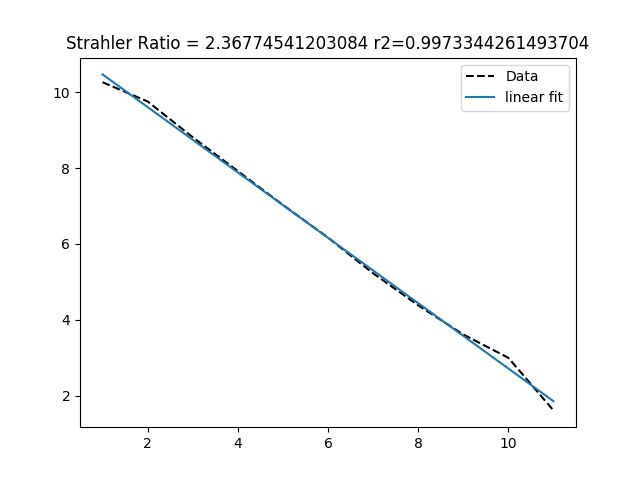 Strahler Ratio = 2.36774541203084 r2=0.9973344261493704
Data
linear fit
10
8
6
4
2
2 4 6 8 10